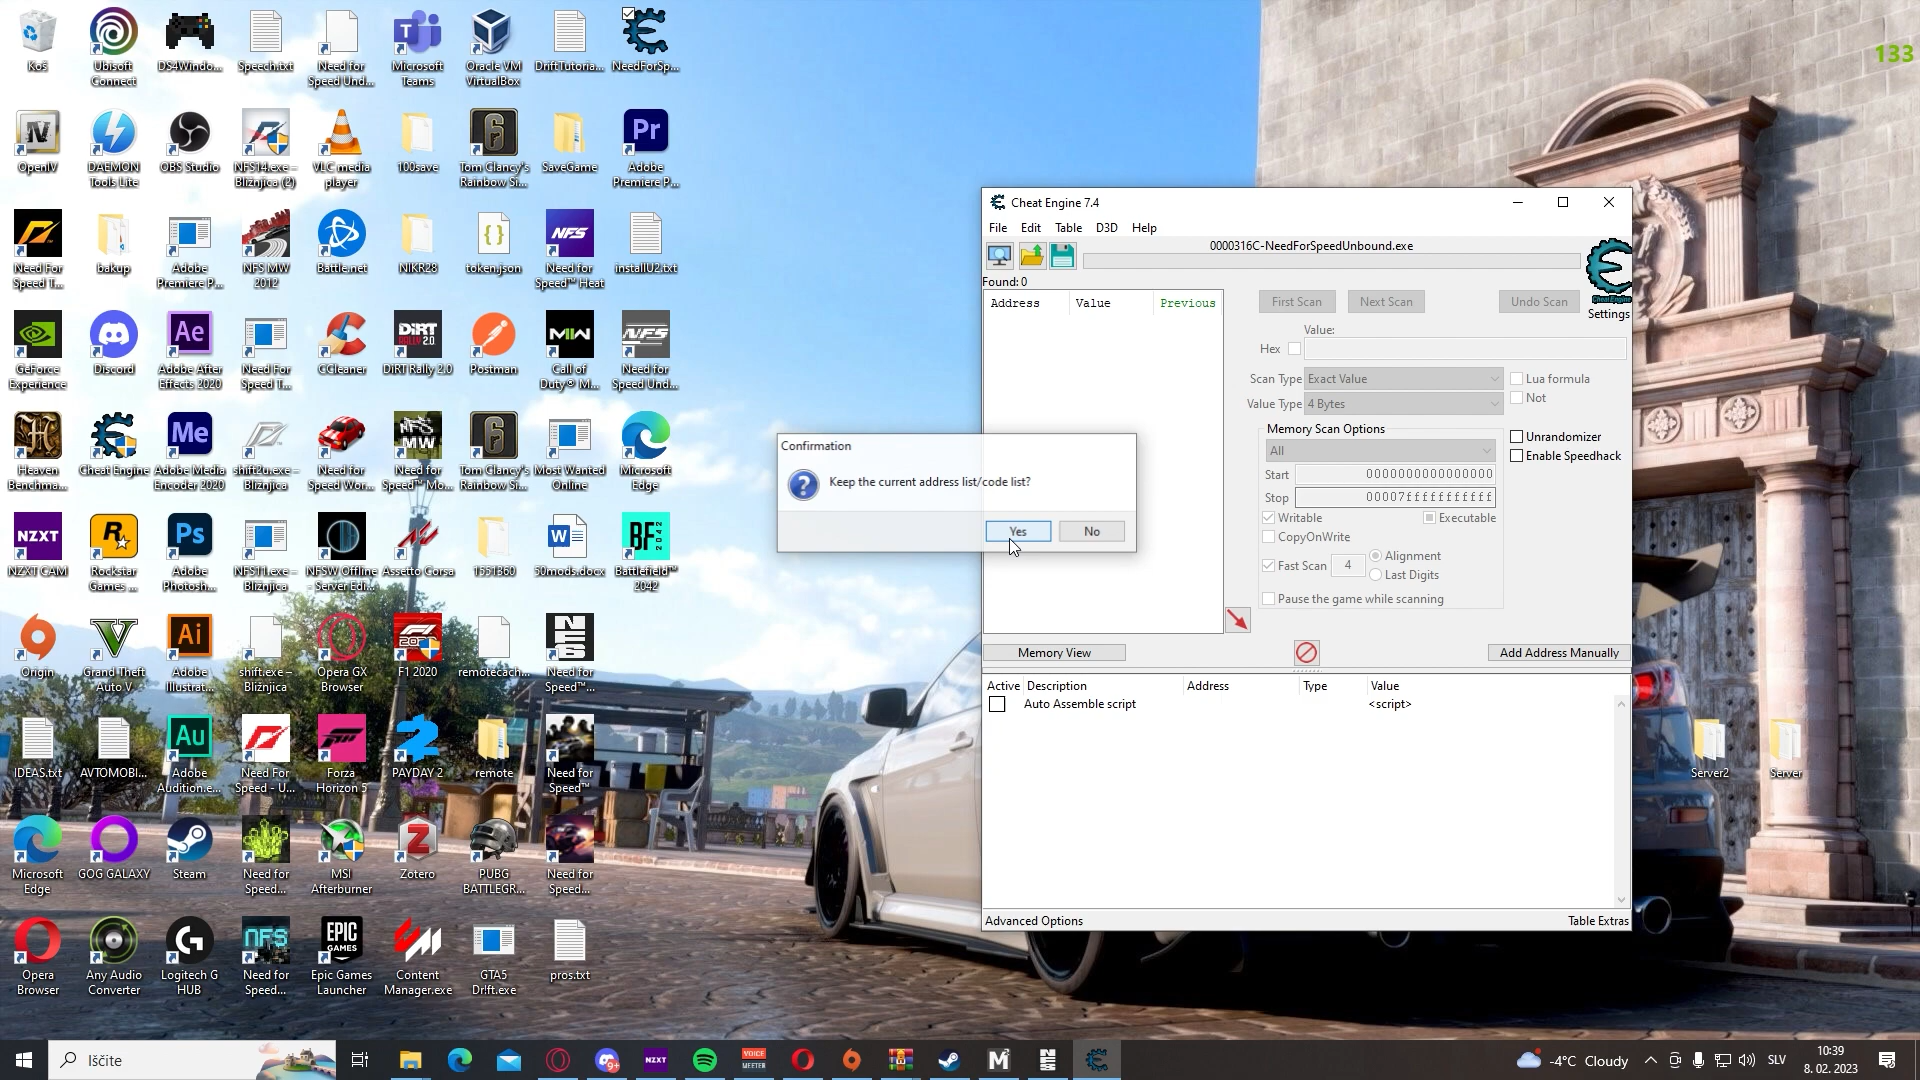 133
Koš
Ubisoft
Connect
DS4Windo...
Speech.txt
Need for
Speed Und...
Microsoft
Teams
Oracle VM
VirtualBox
DriftTutoria...
NeedForSp...
OpenIV
DAEMON
Tools Lite
OBS Studio
NFS14.exe –
Bližnjica (2)
VLC media
player
100save
Tom Clancy's
Rainbow Si...
SaveGame
Adobe
Premiere P...
Need For
Speed T...
bakup
Adobe
Premiere P...
NFS MW
2012
Battle.net
NIKR28
token.json
Need for
Speed™ Heat
installU2.txt
GeForce
Experience
Discord
Adobe After
Effects 2020
Need For
Speed T...
CCleaner
DiRT Rally 2.0
Postman
Call of
Duty® M...
Need for
Speed Und...
Heaven
Benchma...
Cheat Engine
Adobe Media
Encoder 2020
shift2u.exe –
Bližnjica
Need for
Speed Wor...
Need for
Speed™ Mo...
Tom Clancy's
Rainbow Si...
Most Wanted
Online
Microsoft
Edge
NZXT CAM
Rockstar
Games ...
Adobe
Photosh...
NFS11.exe –
Bližnjica
NFSW Offline
- Server Edi...
Assetto Corsa
1551360
50mods.docx
Battlefield™
2042
Origin
Grand Theft
Auto V
Adobe
Illustrat...
shift.exe –
Bližnjica
Opera GX
Browser
F1 2020
remotecach...
Need for
Speed™...
IDEAS.txt
AVTOMOBI...
Adobe
Audition.e...
Need For
Speed - U...
Forza
Horizon 5
PAYDAY 2
remote
Need for
Speed™
Microsoft
Edge
GOG GALAXY
Steam
Need for
Speed...
MSI
Afterburner
Zotero
PUBG
BATTLEGR...
Need for
Speed...
Opera
Browser
Any Audio
Converter
Logitech G
HUB
Need for
Speed...
Epic Games
Launcher
Content
Manager.exe
GTA5
Dr!ft.exe
pros.txt
Server2
Server
Cheat Engine 7.4
File Edit Table D3D Help
0000316C-NeedForSpeedUnbound.exe
Found: 0
Address Value Previous
First Scan Next Scan Undo Scan
Settings
Value:
Hex
Scan Type Exact Value
Lua formula
Not
Value Type 4 Bytes
Memory Scan Options
All
Unrandomizer
Enable Speedhack
Start 0000000000000000
Stop 00007fffffffffff
Writable Executable
CopyOnWrite
Fast Scan 4 Alignment
Last Digits
Pause the game while scanning
Memory View
Add Address Manually
Active Description Address Type Value
Auto Assemble script <script>
Advanced Options
Table Extras
Confirmation
Keep the current address list/code list?
Yes No
Iščite
-4°C Cloudy
SLV
10:39
8. 02. 2023